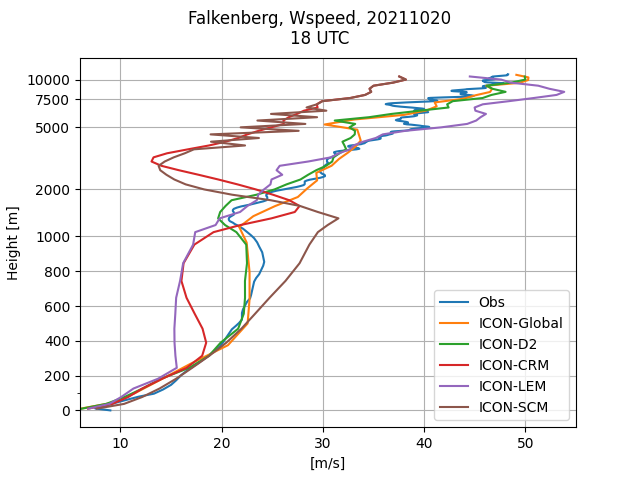 Falkenberg, Wspeed, 20211020
18 UTC
Height [m]
10000
7500
5000
2000
1000
800
600
400
200
0
10
20
30
40
50
[m/s]
Obs
ICON-Global
ICON-D2
ICON-CRM
ICON-LEM
ICON-SCM